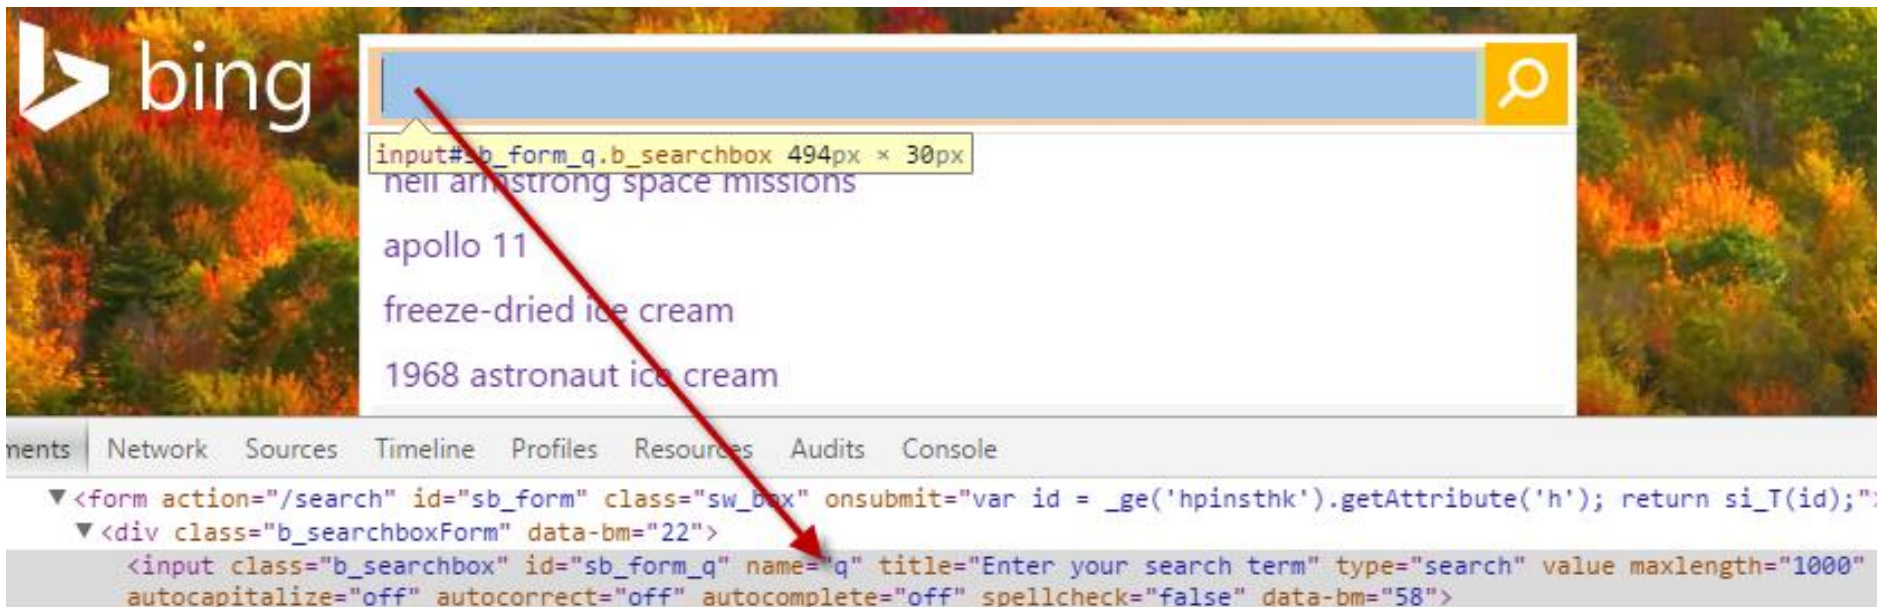 bing
input#sb_form_q.b_searchbox 494px × 30px
neil armstrong space missions
apollo 11
freeze-dried ice cream
1968 astronaut ice cream
ments Network Sources Timeline Profiles Resources Audits Console
▼<form action="/search" id="sb_form" class="sw_box" onsubmit="var id = _ge('hpinsthk').getAttribute('h'); return si_T(id);">
▼<div class="b_searchboxForm" data-bm="22">
<input class="b_searchbox" id="sb_form_q" name="q" title="Enter your search term" type="search" value maxlength="1000"
autocapitalize="off" autocorrect="off" autocomplete="off" spellcheck="false" data-bm="58">